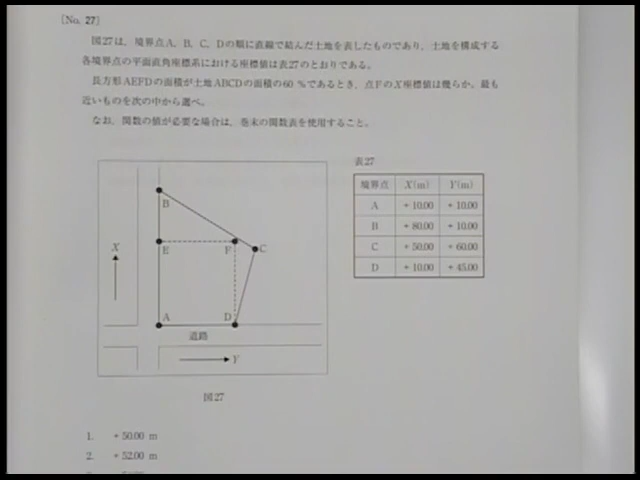 〔No. 27〕
図27は、境界点A、B、C、Dの順に直線で結んだ土地を表したものであり、土地を構成する
各境界点の平面直角座標系における座標値は表27のとおりである。
長方形AEFDの面積が土地ABCDの面積の60 %であるとき、点FのX座標値は幾らか。最も
近いものを次の中から選べ。
なお、関数の値が必要な場合は、巻末の関数表を使用すること。
表27
境界点 X(m) Y(m)
A + 10.00 + 10.00
B + 80.00 + 10.00
C + 50.00 + 60.00
D + 10.00 + 45.00
B
X
E F C
A D
道路
Y
図27
1. + 50.00 m
2. + 52.00 m